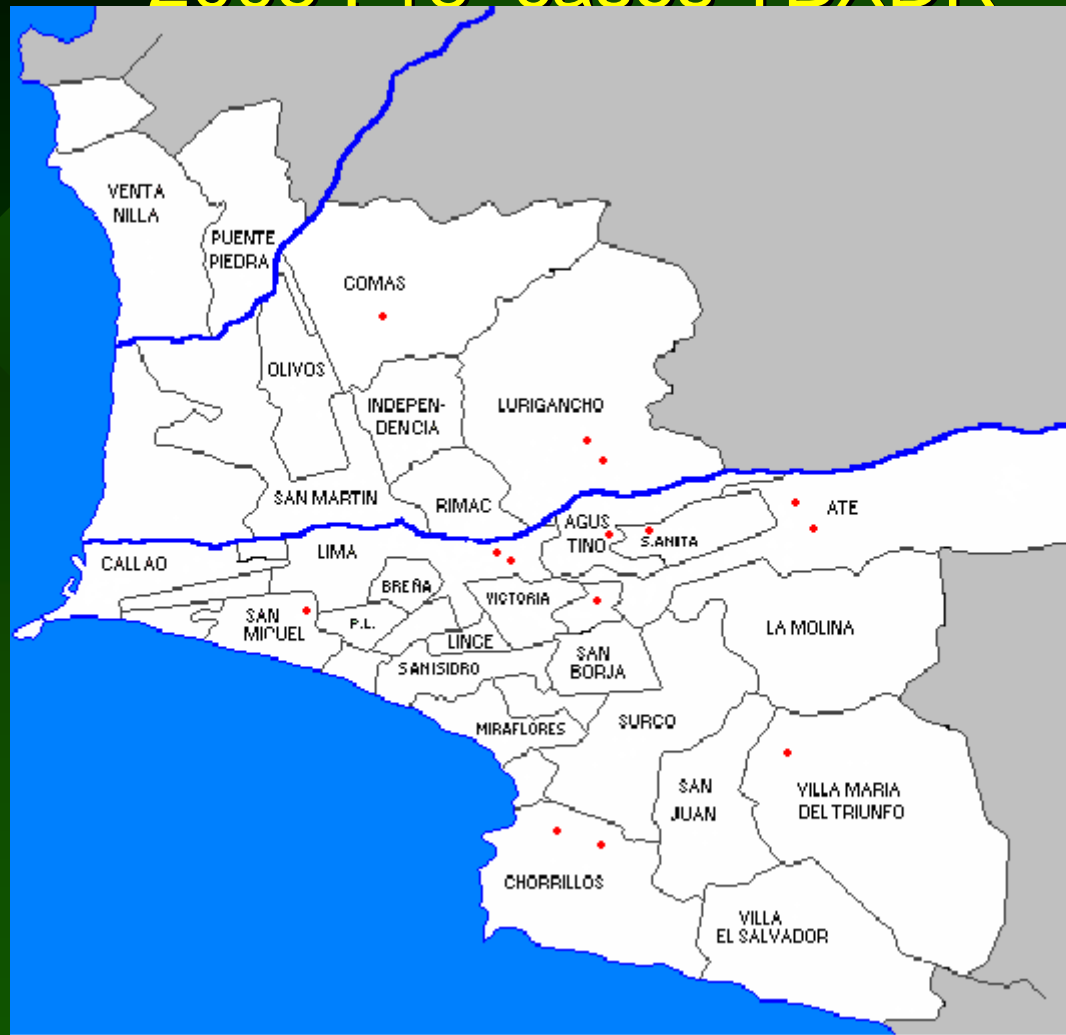 VENTA
NILLA
PUENTE
PIEDRA
COMAS
OLIVOS
INDEPEN-
DENCIA
LURIGANCHO
SAN MARTIN
RIMAC
AGUS
TINO
S.ANITA
ATE
CALLAO
LIMA
BREÑA
VICTORIA
SAN
MIGUEL
P.L.
LINCE
SAN BORJA
SANISIDRO
LA MOLINA
MIRAFLORES
SURCO
SAN
JUAN
VILLA MARIA
DEL TRIUNFO
CHORRILLOS
VILLA
EL SALVADOR